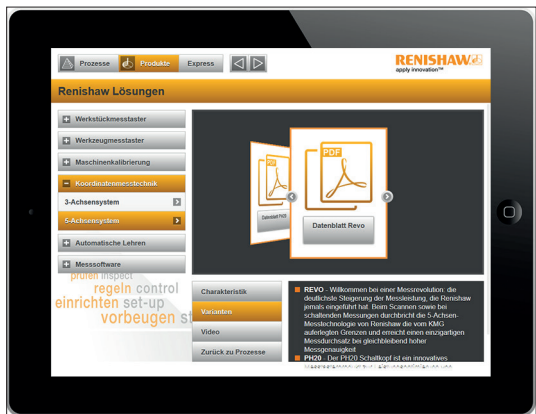 Prozesse Produkte Express
RENISHAW
apply innovation™
Renishaw Lösungen
Werkstückmesstaster
Werkzeugmesstaster
Maschinenkalibrierung
Koordinatenmesstechnik
3-Achsensystem
5-Achsensystem
Automatische Lehren
Messsoftware
prüfen inspect
regeln control
einrichten set-up
vorbeugen st
PDF
Datenblatt PH20
PDF
Datenblatt Revo
Charakteristik
Varianten
Video
Zurück zu Prozesse
REVO - Willkommen bei einer Messrevolution: die
deutlichste Steigerung der Messleistung, die Renishaw
jemals eingeführt hat. Beim Scannen sowie bei
schaltenden Messungen durchbricht die 5-Achsen-
Messtechnologie von Renishaw die vom KMG
auferlegten Grenzen und erreicht einen einzigartigen
Messdurchsatz bei gleichbleibend hoher
Messgenauigkeit
PH20 - Der PH20 Schaltkopf ist ein innovatives